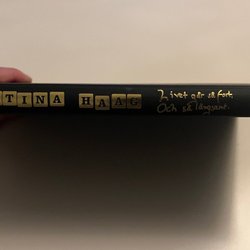 TINA HAAG
Livet går så fort.
Och så långsamt.